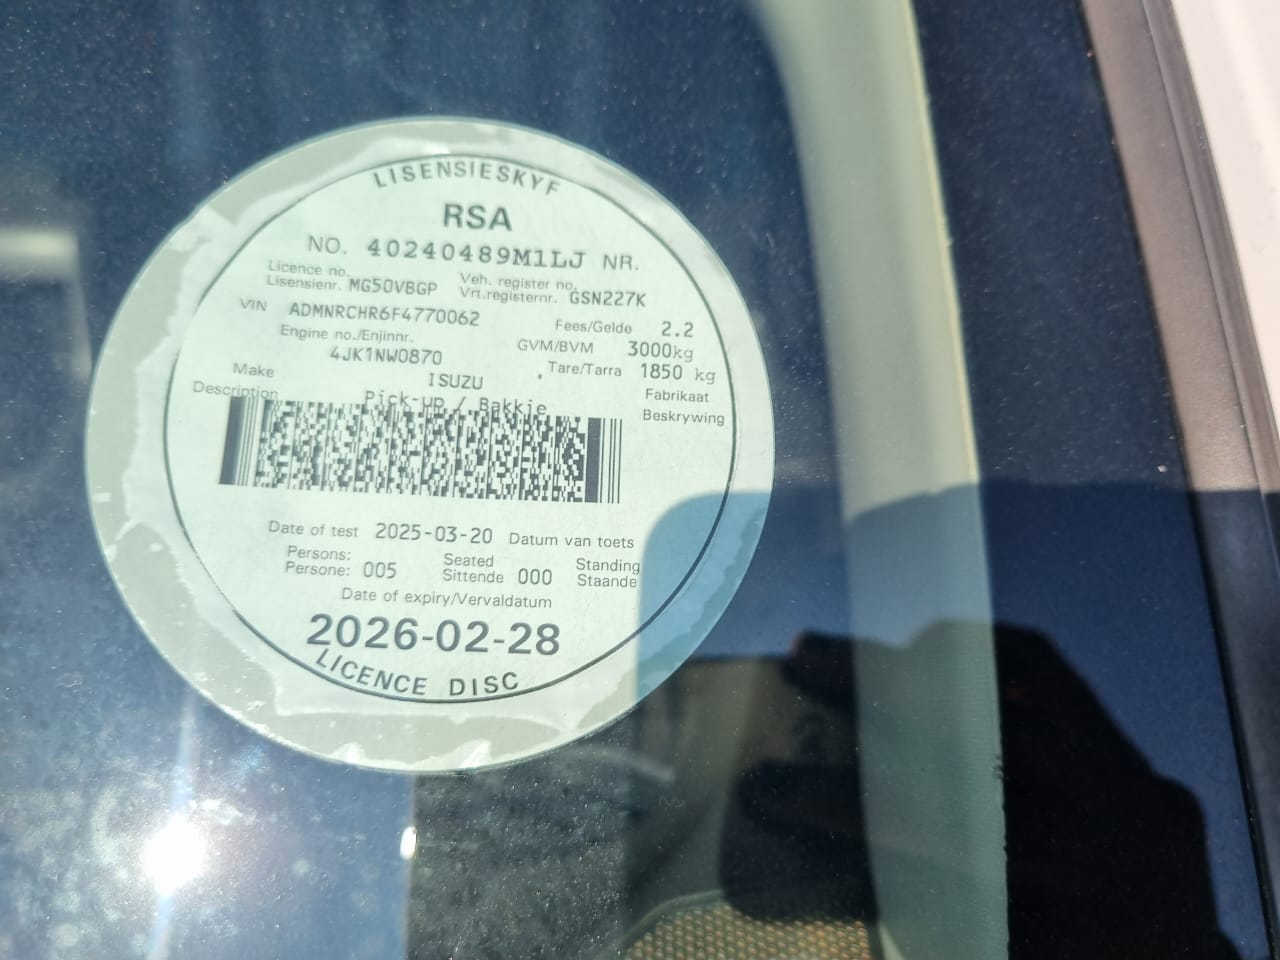 LISENSIESKYF
RSA
NO. 40240489M1LJ NR.
Licence no. Veh. register no.
Lisensienr. MG50VBGP Vrt.registernr. GSN227K
VIN ADMNRCHR6F4770062 Fees/Gelde 2.2
Engine no./Enjinnr. GVM/BVM 3000kg
4JK1NW0870 Tare/Tarra 1850 kg
Make ISUZU Fabrikaat
Description Pick-up / Bakkie Beskrywing
Date of test 2025-03-20 Datum van toets
Persons: Seated Standing
Persone: 005 Sittende 000 Staande
Date of expiry/Vervaldatum
2026-02-28
LICENCE DISC